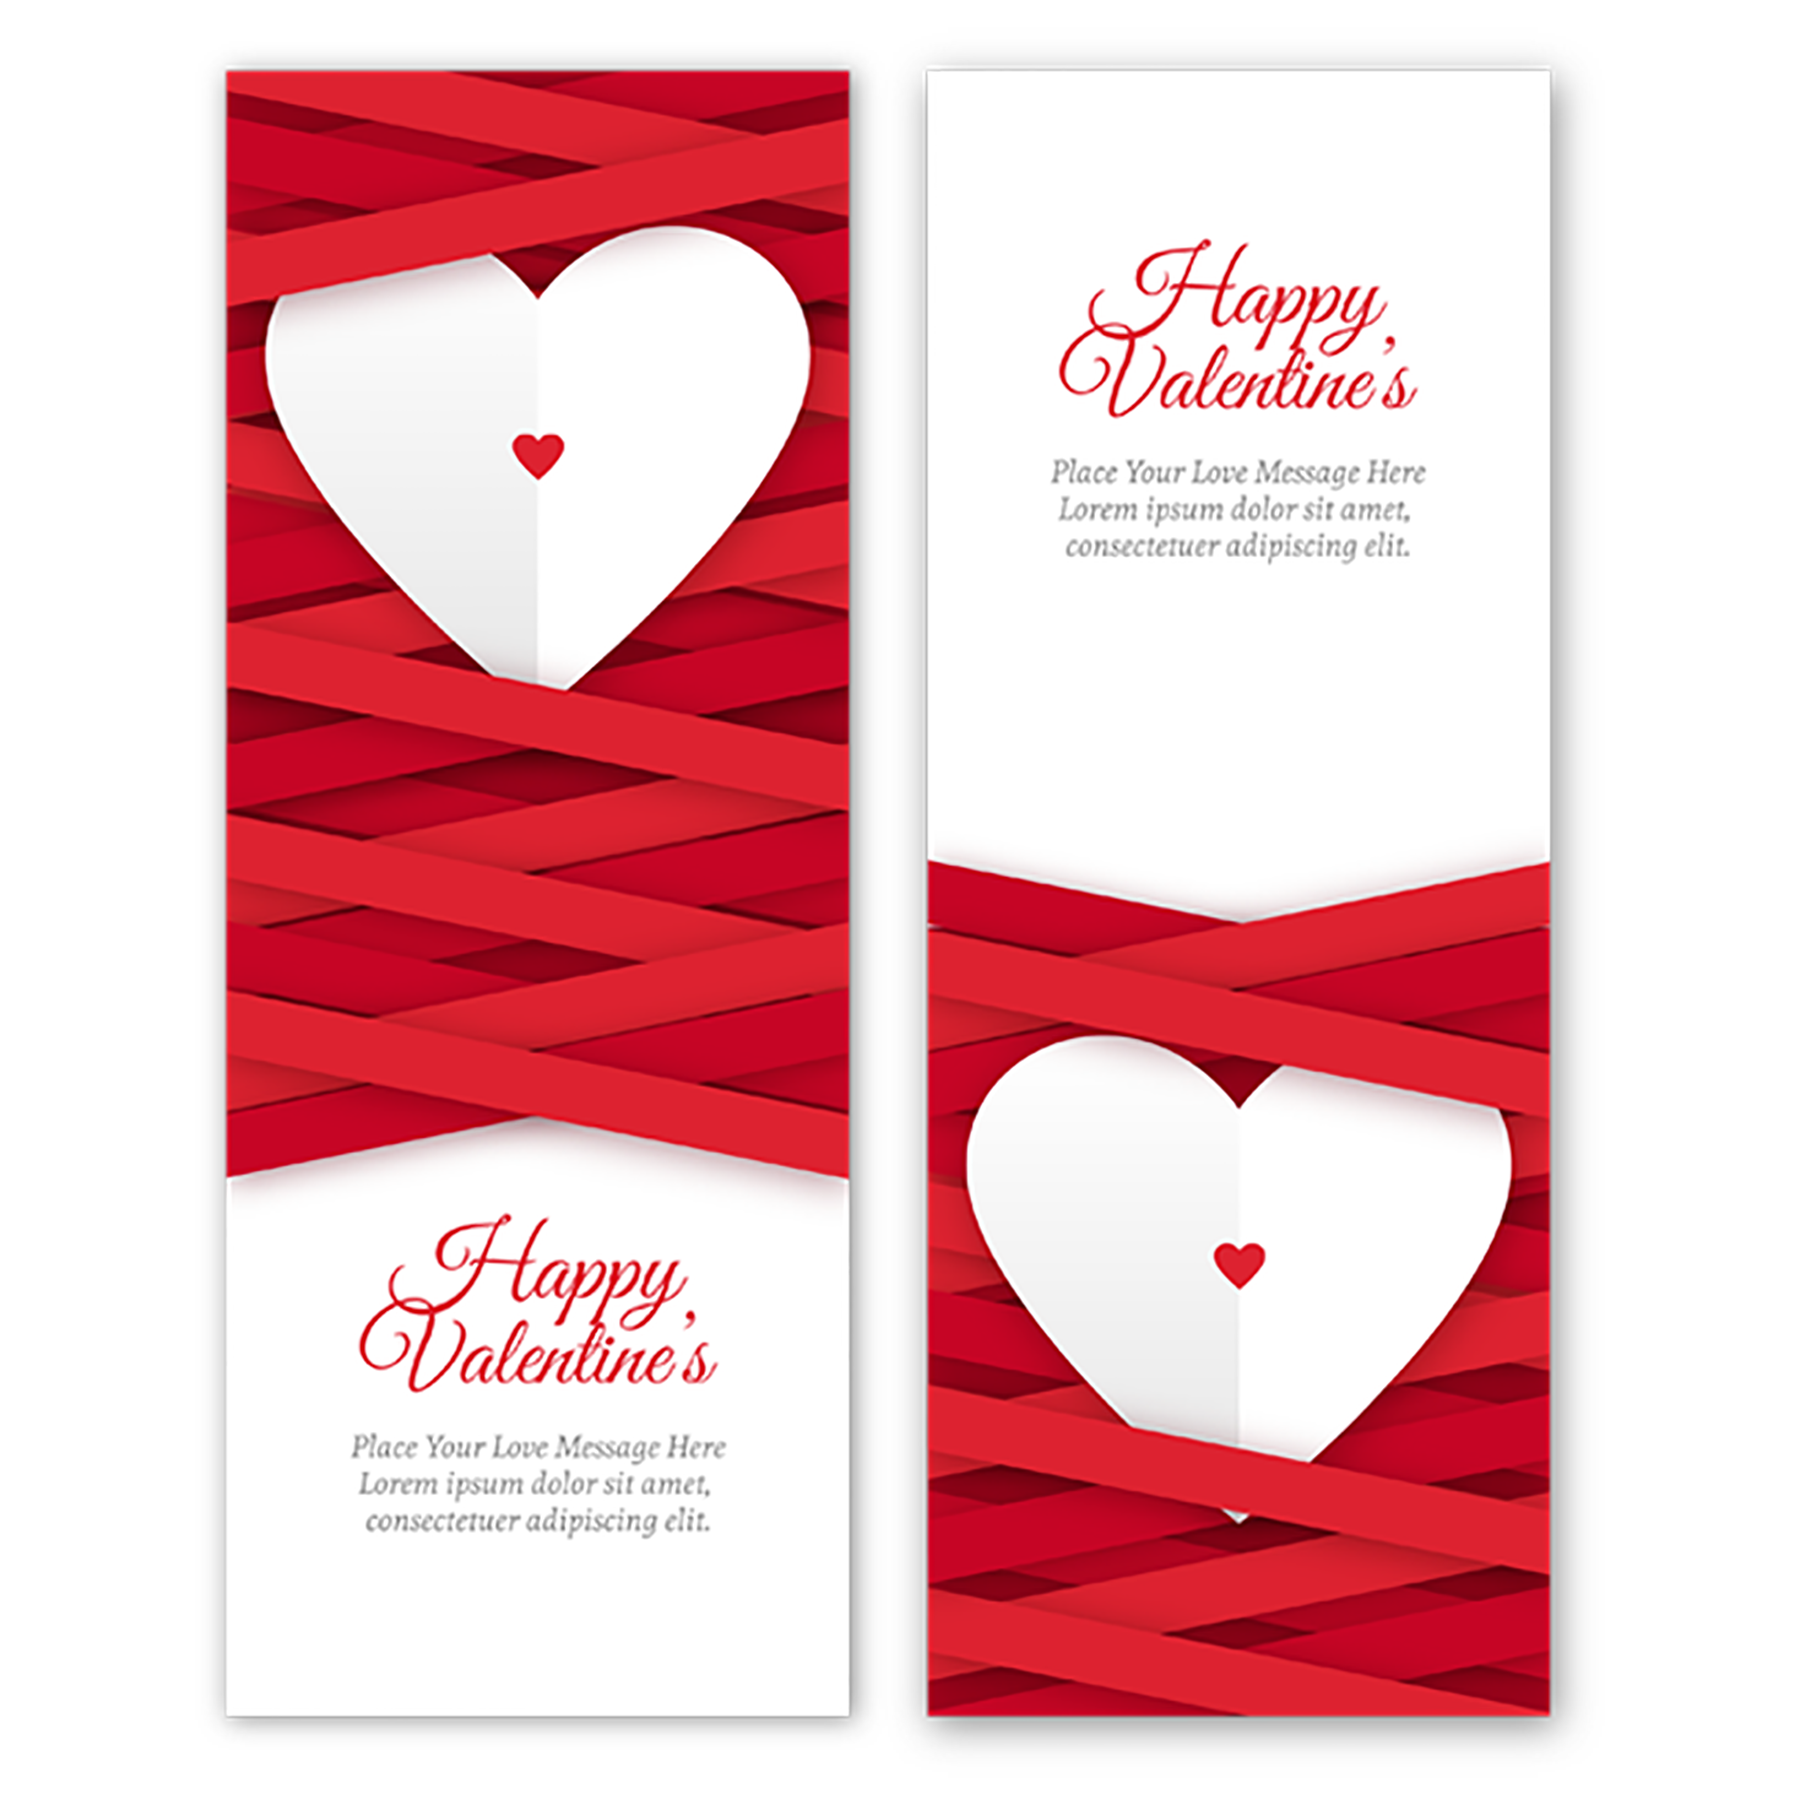 Happy
Valentine's
Place Your Love Message Here
Lorem ipsum dolor sit amet,
consectetuer adipiscing elit.
Happy
Valentine's
Place Your Love Message Here
Lorem ipsum dolor sit amet,
consectetuer adipiscing elit.